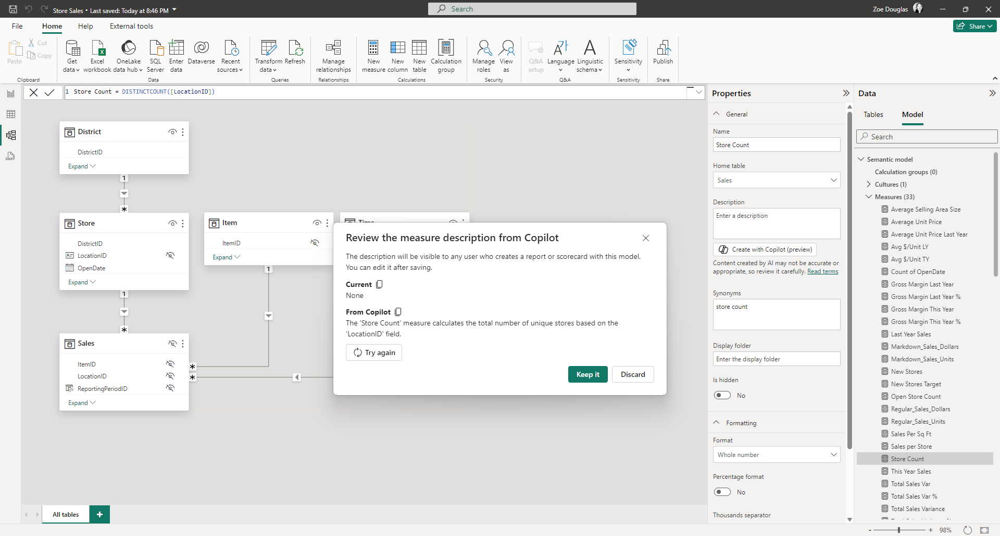 Store Sales • Last saved: Today at 8:46 PM
Search
Zoe Douglas
File
Home
Help
External tools
Share
Paste
Cut
Copy
Clipboard
Get data
Excel workbook
OneLake data hub
SQL Server
Enter data
Dataverse
Recent sources
Data
Transform data
Refresh
Queries
Manage relationships
Relationships
New measure
New column
New table
Calculation group
Calculations
Manage roles
View as
Security
Q&A setup
Language
Linguistic schema
Q&A
Sensitivity
Sensitivity
Publish
Share
1 Store Count = DISTINCTCOUNT([LocationID])
District
DistrictID
Expand
1
*
Store
DistrictID
LocationID
OpenDate
Expand
1
*
Sales
ItemID
LocationID
ReportingPeriodID
Expand
*
*
Item
ItemID
Expand
1
Time
Review the measure description from Copilot
The description will be visible to any user who creates a report or scorecard with this model.
You can edit it after saving.
Current
None
From Copilot
The 'Store Count' measure calculates the total number of unique stores based on the
'LocationID' field.
Try again
Keep it
Discard
All tables
+
Properties
General
Name
Store Count
Home table
Sales
Description
Enter a description
Create with Copilot (preview)
Content created by AI may not be accurate or
appropriate, so review it carefully. Read terms
Synonyms
store count
Display folder
Enter the display folder
Is hidden
No
Formatting
Format
Whole number
Percentage format
No
Thousands separator
Data
Tables
Model
Search
Semantic model
Calculation groups (0)
Cultures (1)
Measures (33)
Average Selling Area Size
Average Unit Price
Average Unit Price Last Year
Avg $/Unit LY
Avg $/Unit TY
Count of OpenDate
Gross Margin Last Year
Gross Margin Last Year %
Gross Margin This Year
Gross Margin This Year %
Last Year Sales
Markdown_Sales_Dollars
Markdown_Sales_Units
New Stores
New Stores Target
Open Store Count
Regular_Sales_Dollars
Regular_Sales_Units
Sales Per Sq Ft
Sales per Store
Store Count
This Year Sales
Total Sales Var
Total Sales Var %
Total Sales Variance
- + 98%